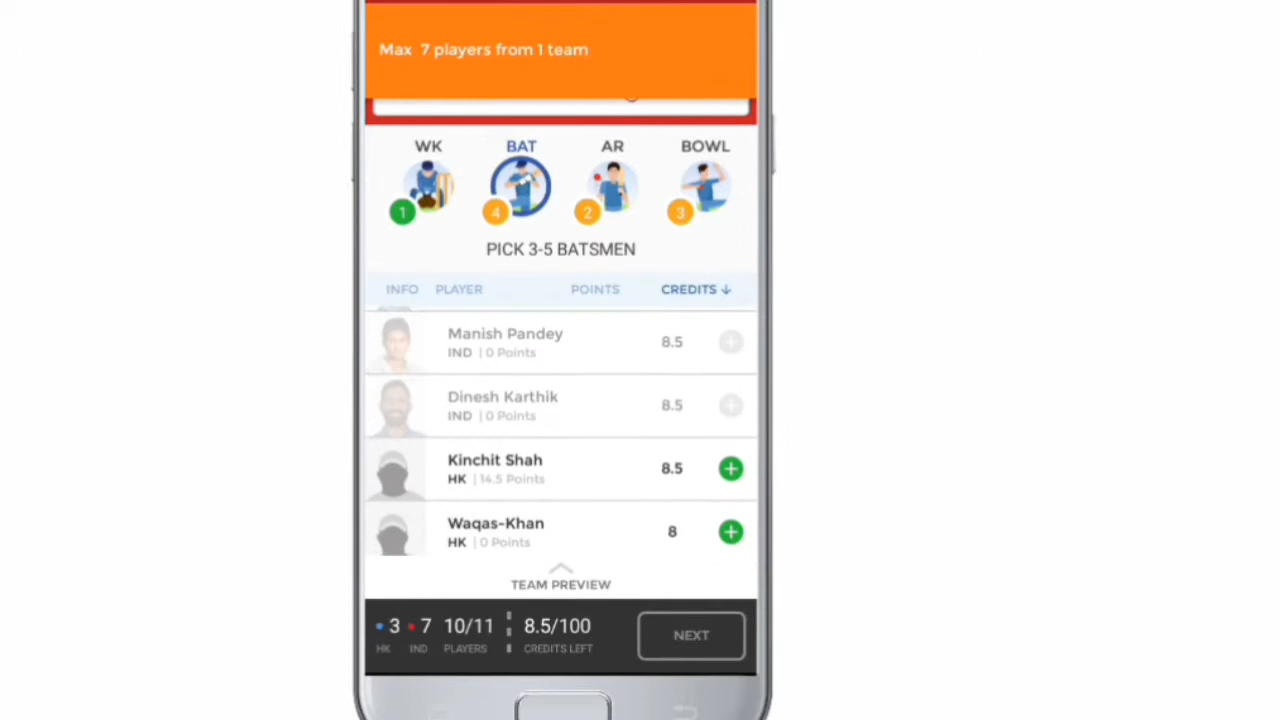 Max 7 players from 1 team
WK BAT AR BOWL
1 4 2 3
PICK 3-5 BATSMEN
INFO PLAYER POINTS CREDITS ↓
Manish Pandey 8.5
IND | 0 Points
Dinesh Karthik 8.5
IND | 0 Points
Kinchit Shah 8.5
HK | 14.5 Points
Waqas-Khan 8
HK | 0 Points
TEAM PREVIEW
3 7 10/11 8.5/100 NEXT
HK IND PLAYERS CREDITS LEFT